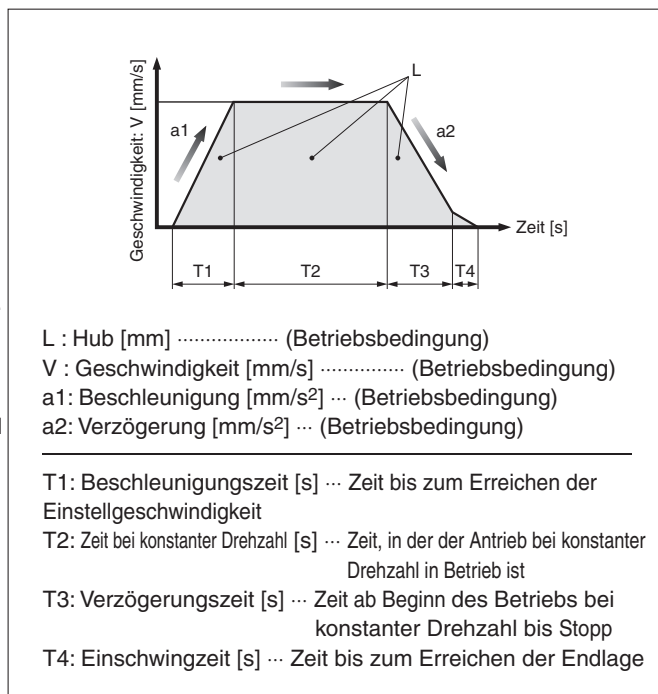 L
a1
a2
Geschwindigkeit: V [mm/s]
Zeit [s]
T1 T2 T3 T4
L : Hub [mm] ·················· (Betriebsbedingung)
V : Geschwindigkeit [mm/s] ··············· (Betriebsbedingung)
a1: Beschleunigung [mm/s²] ··· (Betriebsbedingung)
a2: Verzögerung [mm/s²] ··· (Betriebsbedingung)
T1: Beschleunigungszeit [s] ··· Zeit bis zum Erreichen der
Einstellgeschwindigkeit
T2: Zeit bei konstanter Drehzahl [s] ··· Zeit, in der der Antrieb bei konstanter
Drehzahl in Betrieb ist
T3: Verzögerungszeit [s] ··· Zeit ab Beginn des Betriebs bei
konstanter Drehzahl bis Stopp
T4: Einschwingzeit [s] ··· Zeit bis zum Erreichen der Endlage